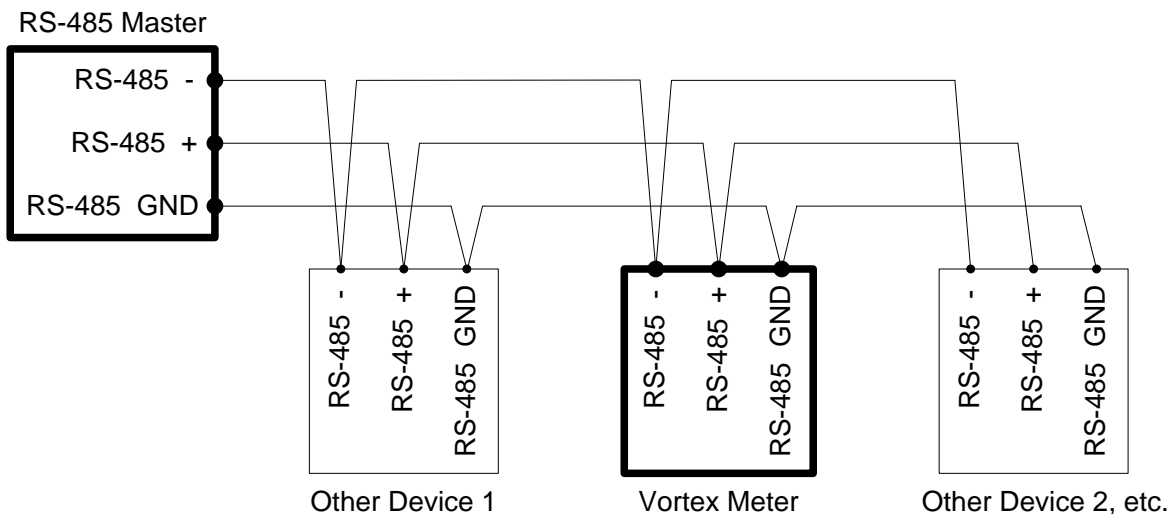 RS-485 Master
RS-485 -
RS-485 +
RS-485 GND
RS-485 -
RS-485 +
RS-485 GND
RS-485 -
RS-485 +
RS-485 GND
RS-485 -
RS-485 +
RS-485 GND
Other Device 1
Vortex Meter
Other Device 2, etc.